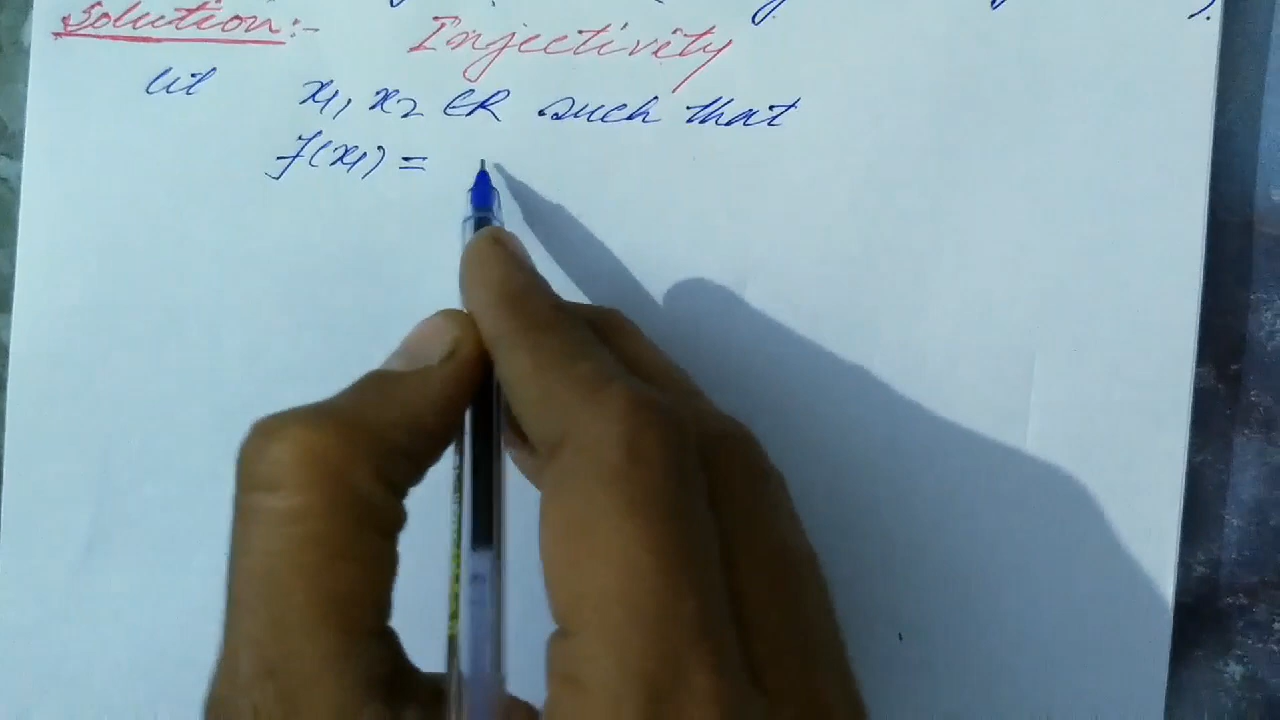 Solution:-
Injectivity
let x1, x2 ∈ R such that
f(x1) =